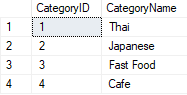 CategoryID CategoryName
1 1 Thai
2 2 Japanese
3 3 Fast Food
4 4 Cafe